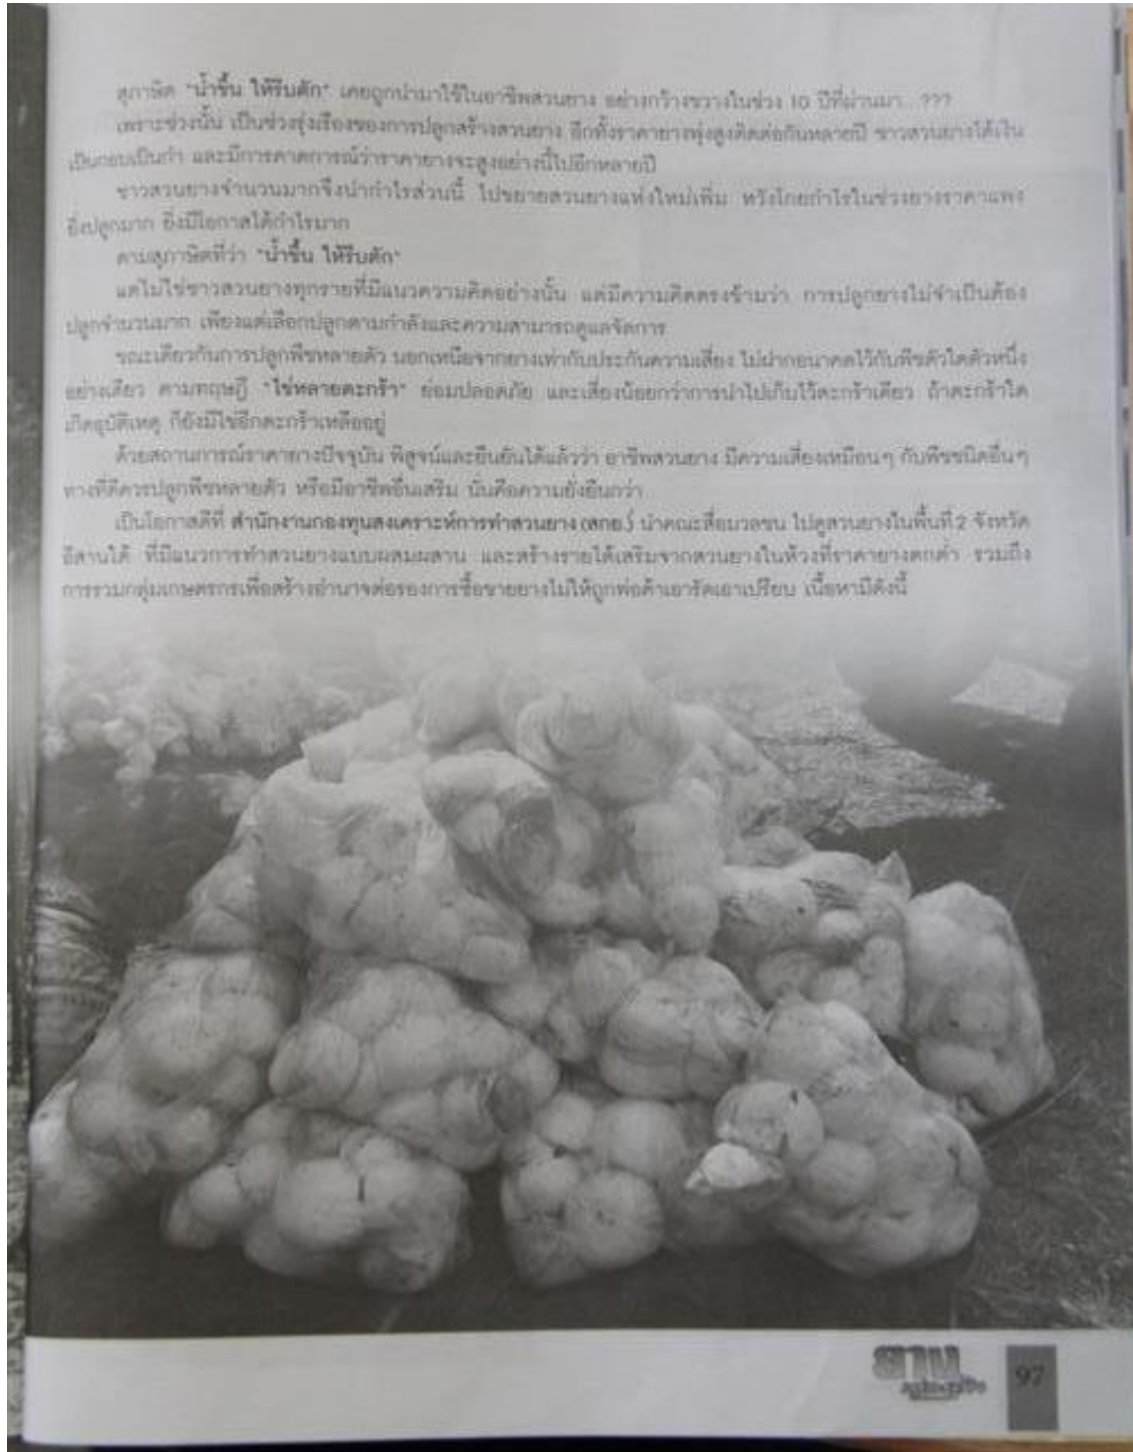 สุภาษิต "น้ำขึ้น ให้รีบตัก" เคยถูกนำมาใช้ในอาชีพสวนยาง อย่างกว้างขวางในช่วง 10 ปีที่ผ่านมา...???
เพราะช่วงนั้น เป็นช่วงรุ่งเรืองของการปลูกสร้างสวนยาง อีกทั้งราคายางพุ่งสูงติดต่อกันหลายปี ชาวสวนยางได้เงิน
เป็นกอบเป็นกำ และมีการคาดการณ์ว่าราคายางจะสูงอย่างนี้ไปอีกหลายปี
ชาวสวนยางจำนวนมากจึงนำกำไรส่วนนี้ ไปขยายสวนยางแห่งใหม่เพิ่ม หวังโกยกำไรในช่วงยางราคาแพง
ยิ่งปลูกมาก ยิ่งมีโอกาสได้กำไรมาก
ตามสุภาษิตที่ว่า "น้ำขึ้น ให้รีบตัก"
แต่ไม่ใช่ชาวสวนยางทุกรายที่มีแนวความคิดอย่างนั้น แต่มีความคิดตรงข้ามว่า การปลูกยางไม่จำเป็นต้อง
ปลูกจำนวนมาก เพียงแต่เลือกปลูกตามกำลังและความสามารถดูแลจัดการ
ขณะเดียวกันการปลูกพืชหลายตัว นอกเหนือจากยางเท่ากับประกันความเสี่ยง ไม่ฝากอนาคตไว้กับพืชตัวใดตัวหนึ่ง
อย่างเดียว ตามทฤษฎี "ไข่หลายตะกร้า" ย่อมปลอดภัย และเสี่ยงน้อยกว่าการนำไปเก็บไว้ตะกร้าเดียว ถ้าตะกร้าใด
เกิดอุบัติเหตุ ก็ยังมีไข่อีกตะกร้าเหลืออยู่
ด้วยสถานการณ์ราคายางปัจจุบัน พิสูจน์และยืนยันได้แล้วว่า อาชีพสวนยาง มีความเสี่ยงเหมือนๆ กับพืชชนิดอื่นๆ
ทางที่ดีควรปลูกพืชหลายตัว หรือมีอาชีพอื่นเสริม นั่นคือความยั่งยืนกว่า
เป็นโอกาสดีที่ สำนักงานกองทุนสงเคราะห์การทำสวนยาง (สกย.) นำคณะสื่อมวลชน ไปดูสวนยางในพื้นที่ 2 จังหวัด
อีสานใต้ ที่มีแนวการทำสวนยางแบบผสมผสาน และสร้างรายได้เสริมจากสวนยางในห้วงที่ราคายางตกต่ำ รวมถึง
การรวมกลุ่มเกษตรกรเพื่อสร้างอำนาจต่อรองการซื้อขายยางไม่ให้ถูกพ่อค้าเอารัดเอาเปรียบ เนื้อหามีดังนี้
ยาง
97